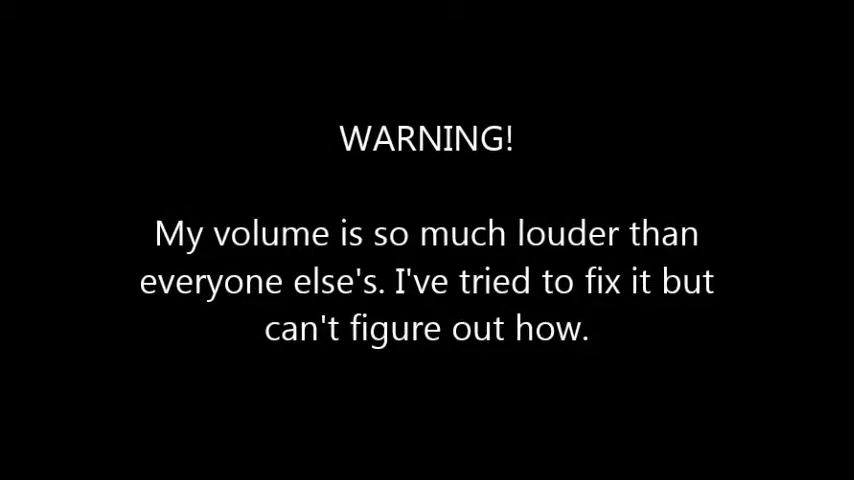 WARNING!
My volume is so much louder than
everyone else's. I've tried to fix it but
can't figure out how.